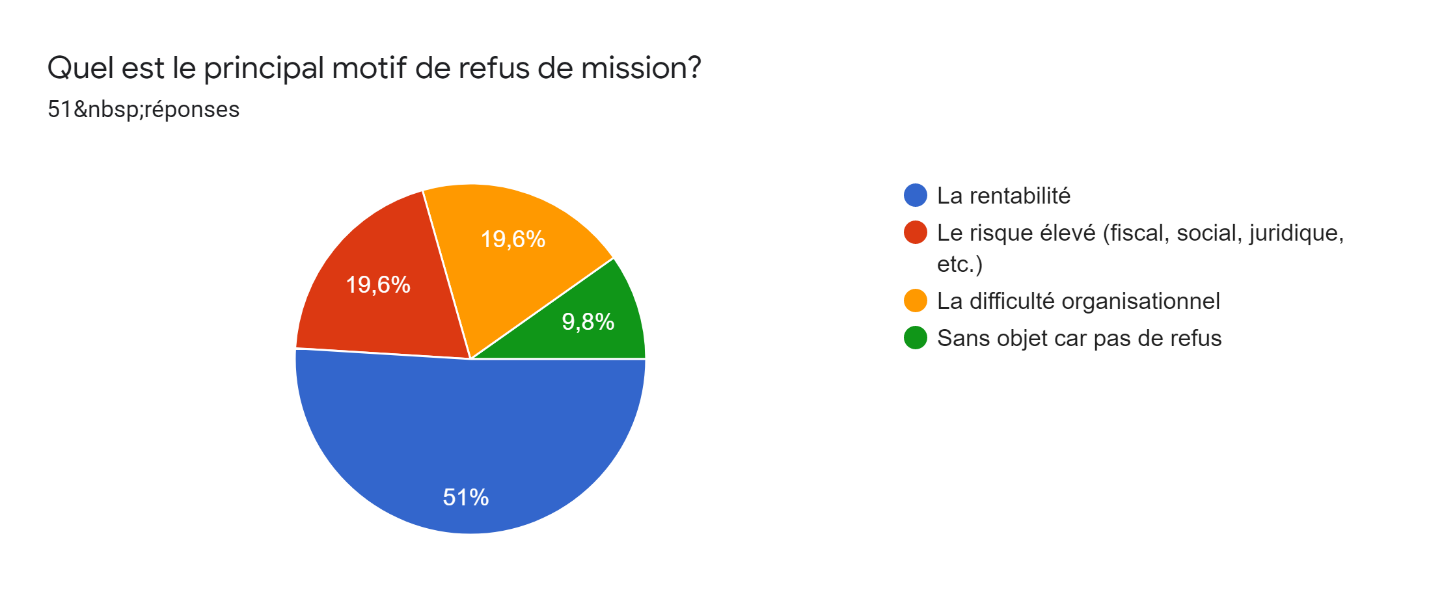 Quel est le principal motif de refus de mission?
51&nbsp;réponses
19,6%
19,6%
9,8%
51%
La rentabilité
Le risque élevé (fiscal, social, juridique,
etc.)
La difficulté organisationnel
Sans objet car pas de refus